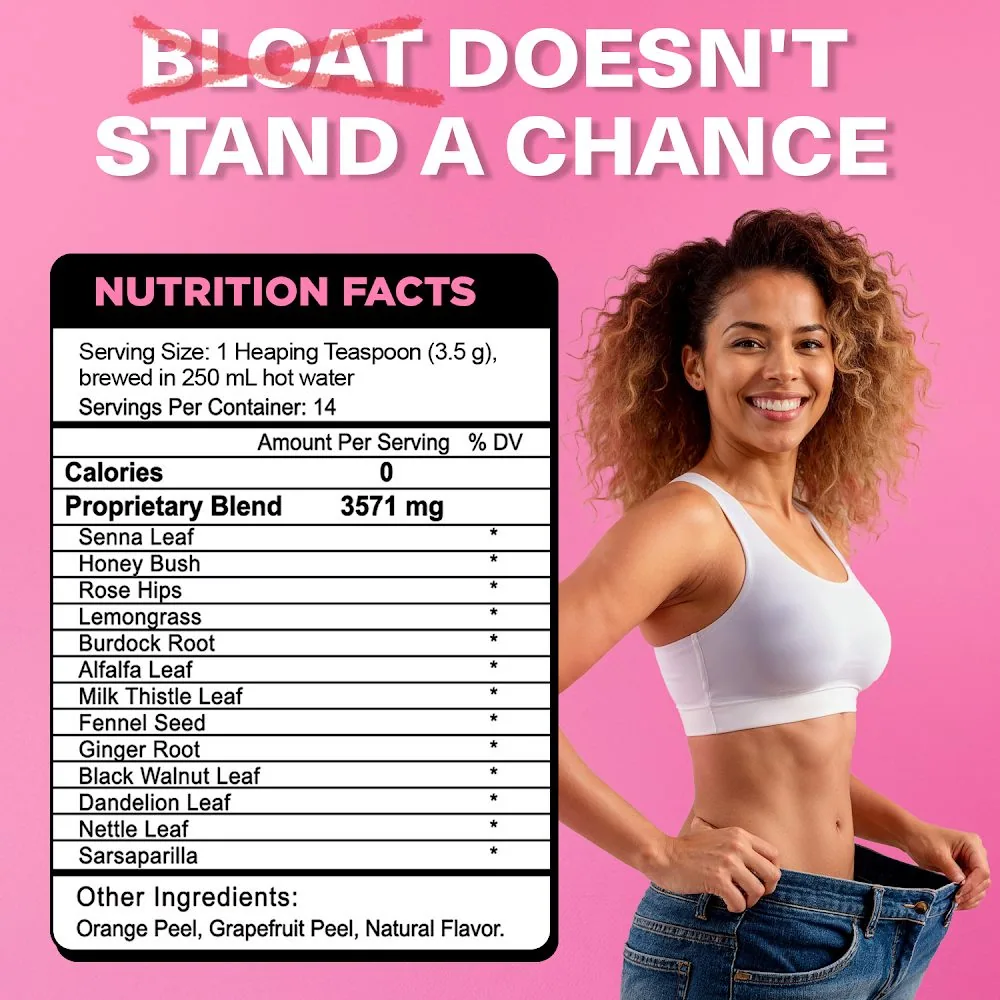 BLOAT DOESN'T
STAND A CHANCE
NUTRITION FACTS
Serving Size: 1 Heaping Teaspoon (3.5 g),
brewed in 250 mL hot water
Servings Per Container: 14
Amount Per Serving % DV
Calories 0
Proprietary Blend 3571 mg
Senna Leaf *
Honey Bush *
Rose Hips *
Lemongrass *
Burdock Root *
Alfalfa Leaf *
Milk Thistle Leaf *
Fennel Seed *
Ginger Root *
Black Walnut Leaf *
Dandelion Leaf *
Nettle Leaf *
Sarsaparilla *
Other Ingredients:
Orange Peel, Grapefruit Peel, Natural Flavor.